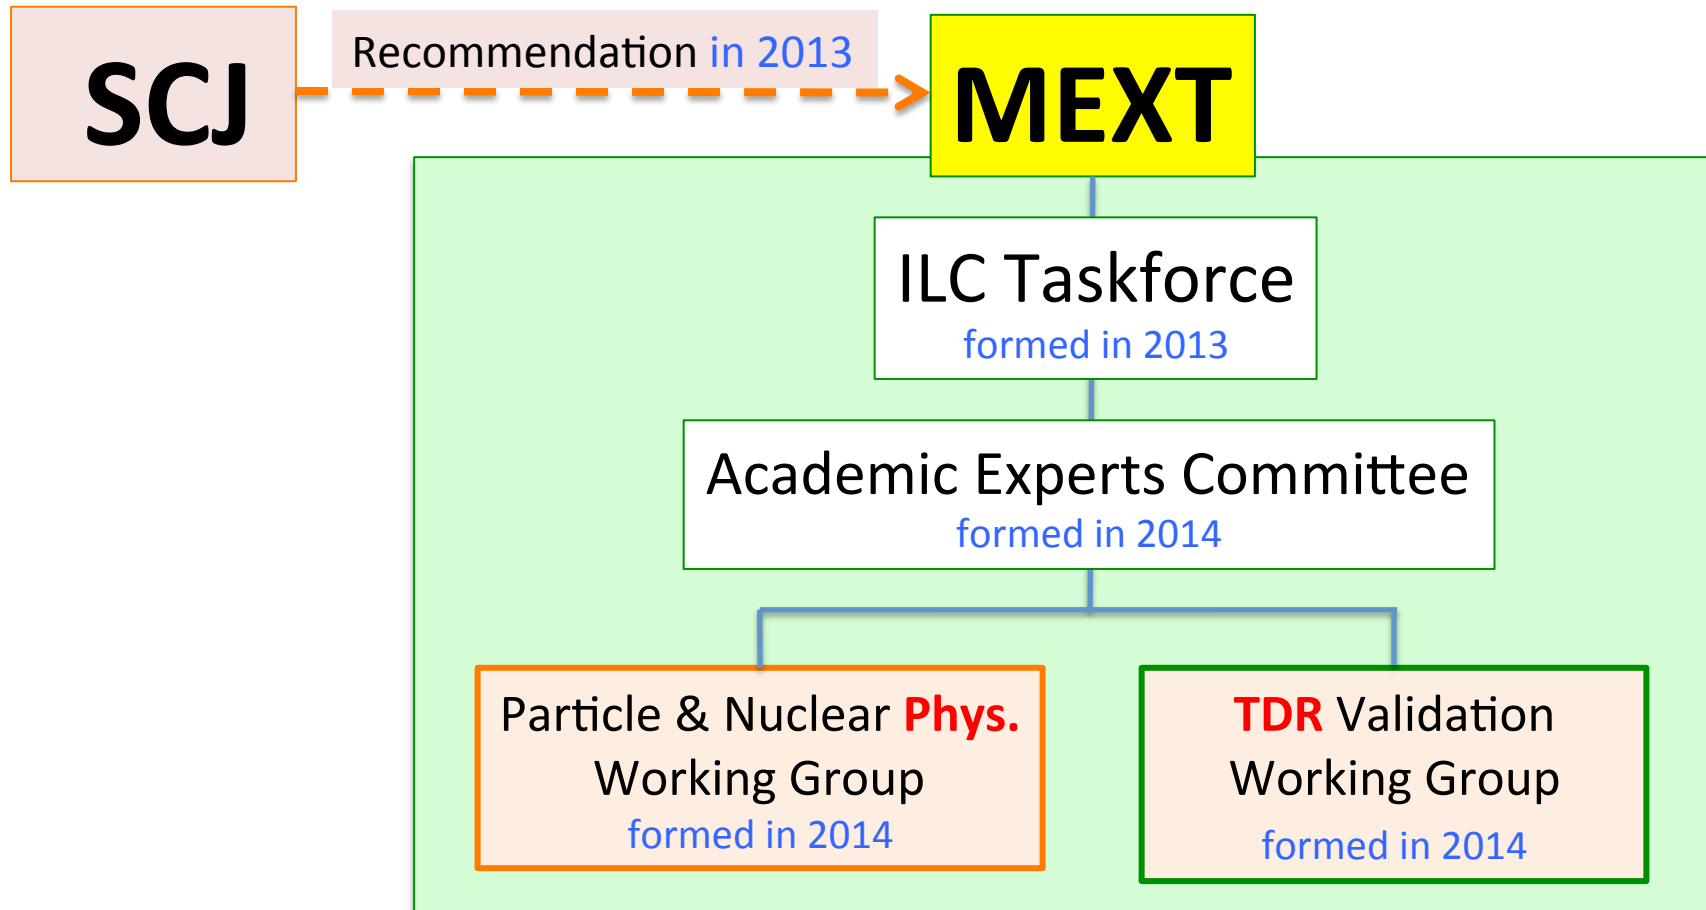 SCJ
Recommendation in 2013
MEXT
ILC Taskforce
formed in 2013
Academic Experts Committee
formed in 2014
Particle & Nuclear Phys.
Working Group
formed in 2014
TDR Validation
Working Group
formed in 2014